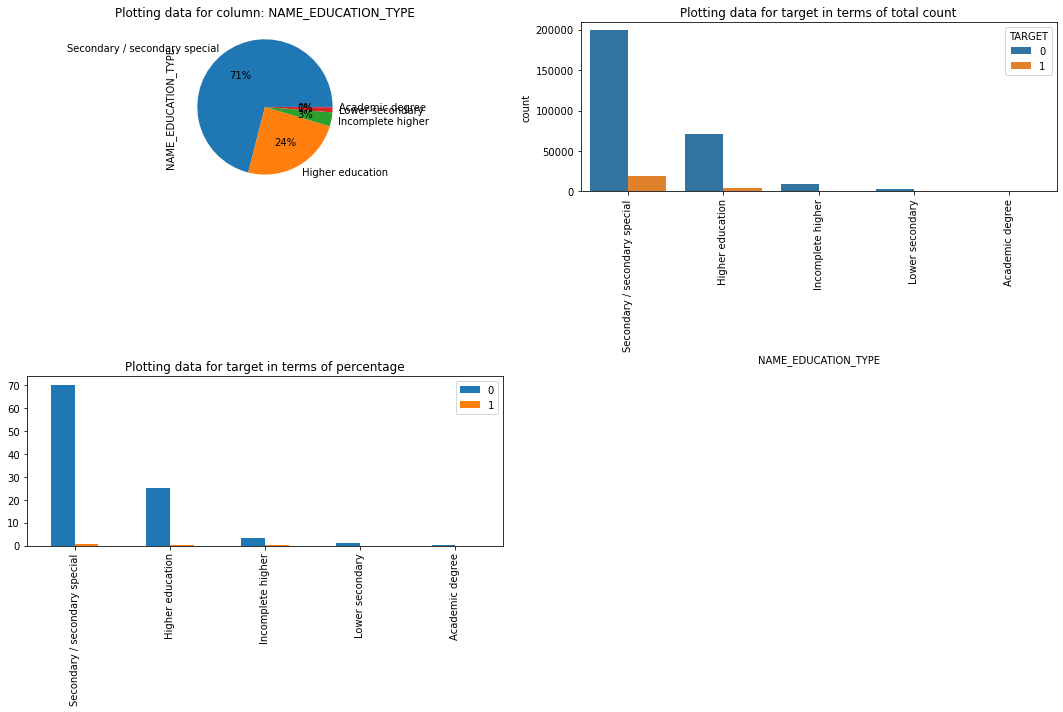 Plotting data for column: NAME_EDUCATION_TYPE
NAME_EDUCATION_TYPE
Secondary / secondary special
71%
24%
3%
Higher education
Incomplete higher
Lower secondary
Academic degree
Plotting data for target in terms of total count
count
200000
150000
100000
50000
0
TARGET
0
1
Secondary / secondary special
Higher education
Incomplete higher
Lower secondary
Academic degree
NAME_EDUCATION_TYPE
Plotting data for target in terms of percentage
70
60
50
40
30
20
10
0
0
1
Secondary / secondary special
Higher education
Incomplete higher
Lower secondary
Academic degree